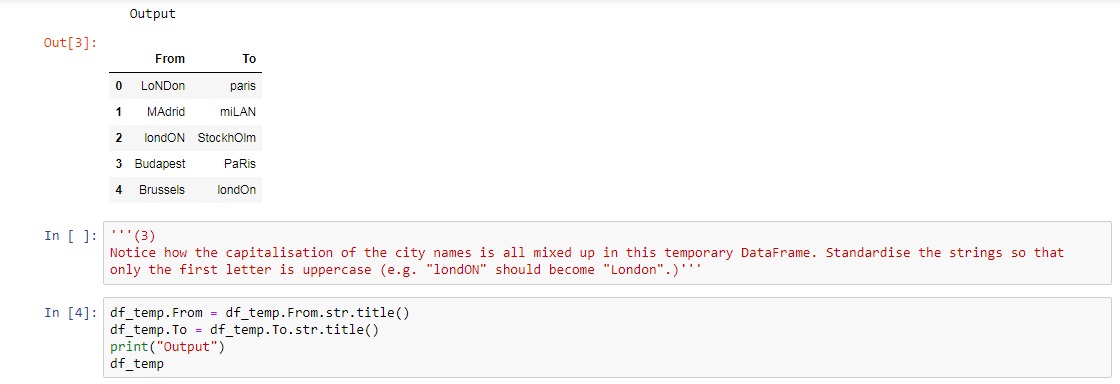 Output
Out[3]:
From To
0 LoNDon paris
1 MAdrid miLAN
2 londON StockhOlm
3 Budapest PaRis
4 Brussels londOn
In [ ]: '''(3)
Notice how the capitalisation of the city names is all mixed up in this temporary DataFrame. Standardise the strings so that
only the first letter is uppercase (e.g. "londON" should become "London".)'''
In [4]: df_temp.From = df_temp.From.str.title()
df_temp.To = df_temp.To.str.title()
print("Output")
df_temp